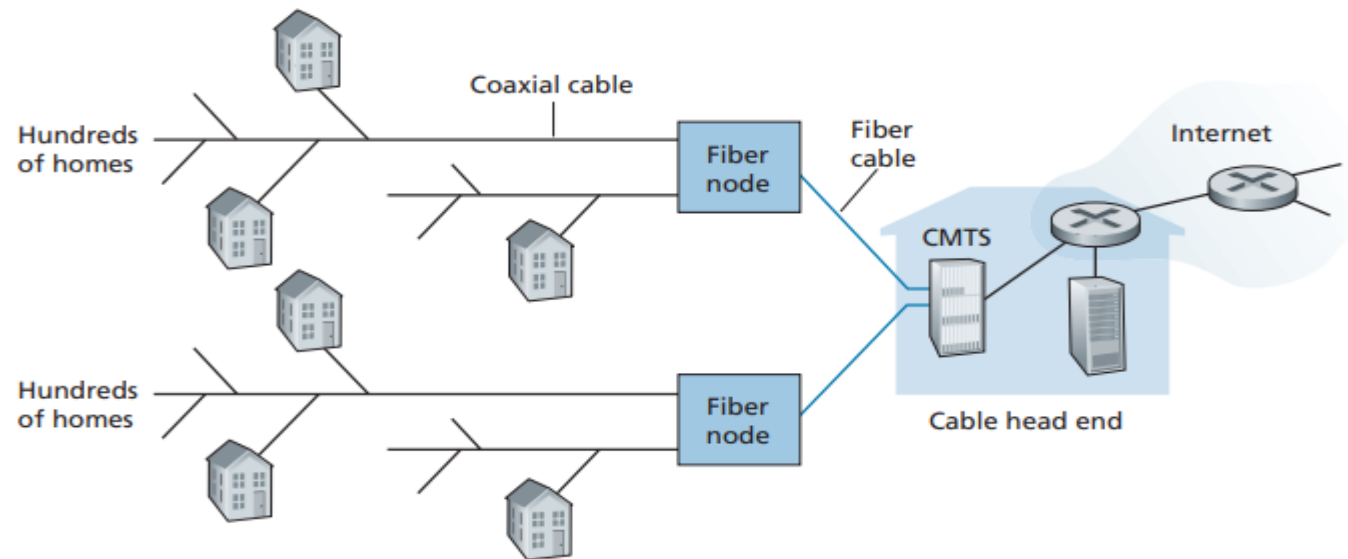 Coaxial cable
Hundreds
of homes
Fiber
node
Fiber
cable
Internet
CMTS
Hundreds
of homes
Fiber
node
Cable head end